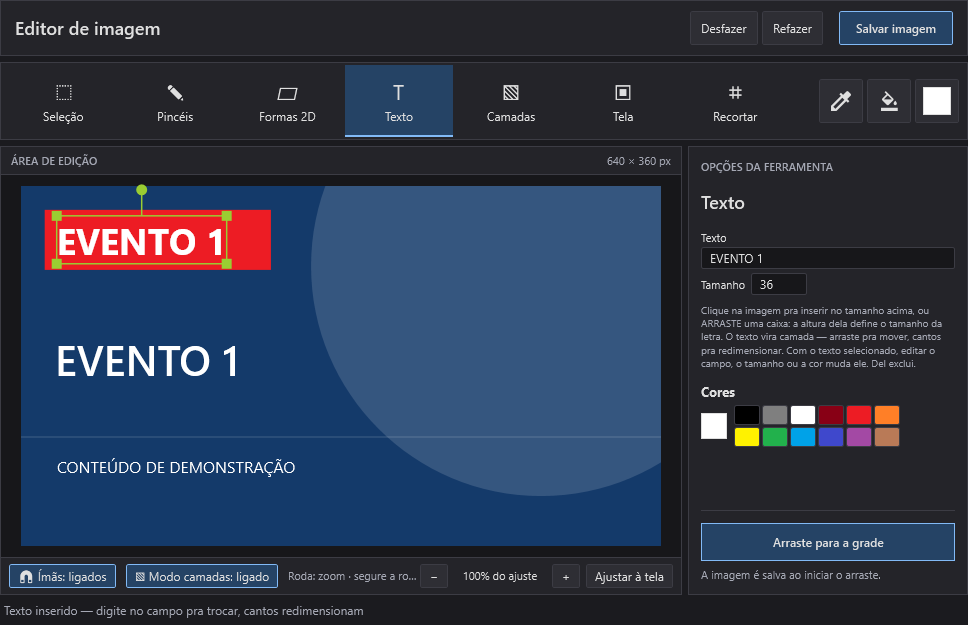 Editor de imagem
Desfazer
Refazer
Salvar imagem
Seleção
Pincéis
Formas 2D
T
Texto
Camadas
Tela
Recortar
ÁREA DE EDIÇÃO
640 × 360 px
EVENTO 1
EVENTO 1
CONTEÚDO DE DEMONSTRAÇÃO
Ímãs: ligados
Modo camadas: ligado
Roda: zoom · segure a ro...
−
100% do ajuste
+
Ajustar à tela
Texto inserido — digite no campo pra trocar, cantos redimensionam
OPÇÕES DA FERRAMENTA
Texto
Texto
EVENTO 1
Tamanho 36
Clique na imagem pra inserir no tamanho acima, ou
ARRASTE uma caixa: a altura dela define o tamanho da
letra. O texto vira camada — arraste pra mover, cantos
pra redimensionar. Com o texto selecionado, editar o
campo, o tamanho ou a cor muda ele. Del exclui.
Cores
Arraste para a grade
A imagem é salva ao iniciar o arraste.